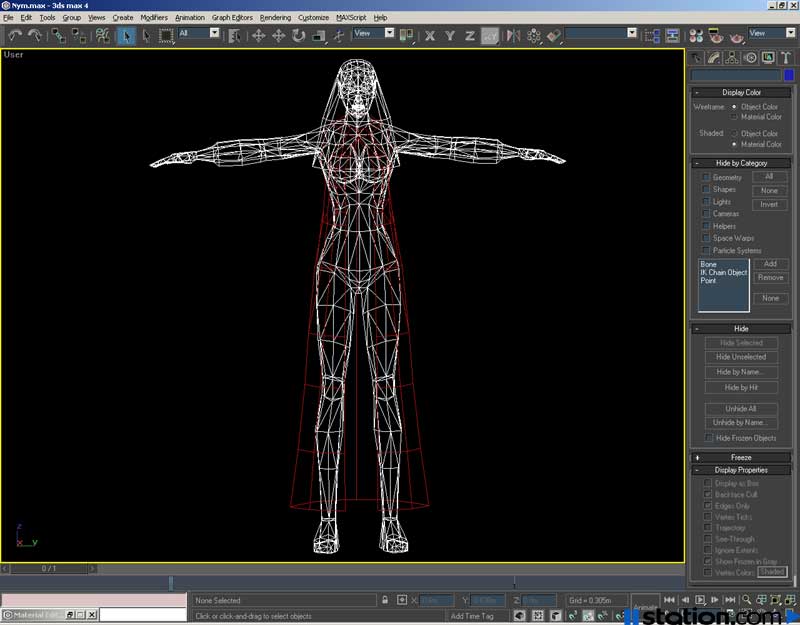 Nym.max - 3ds max 4
File Edit Tools Group Views Create Modifiers Animation Graph Editors Rendering Customize MAXScript Help
All View X Y Z XY View
User
Display Color
Wireframe: Object Color
Material Color
Shaded: Object Color
Material Color
Hide by Category
Geometry All
Shapes None
Lights Invert
Cameras
Helpers
Space Warps
Particle Systems
Bone Add
IK Chain Object Remove
Point
None
Hide
Hide Selected
Hide Unselected
Hide by Name...
Hide by Hit
Unhide All
Unhide by Name...
Hide Frozen Objects
Freeze
Display Properties
Display as Box
Backface Cull
Edges Only
Vertex Ticks
Trajectory
See-Through
Ignore Extents
Show Frozen in Gray
Vertex Colors Shaded
z
x y
0 / 1
None Selected X: Y: Z: Grid = 0.305m Animate
Material Edit... Click or click-and-drag to select objects Add Time Tag
station.com